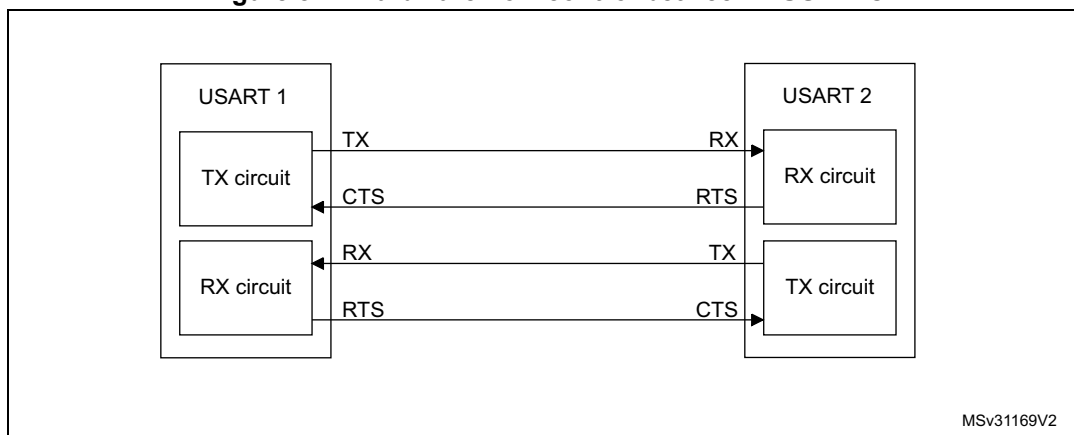 USART 1
USART 2
TX circuit
TX
RX
RX circuit
CTS
RTS
RX circuit
RX
TX
TX circuit
RTS
CTS
MSv31169V2